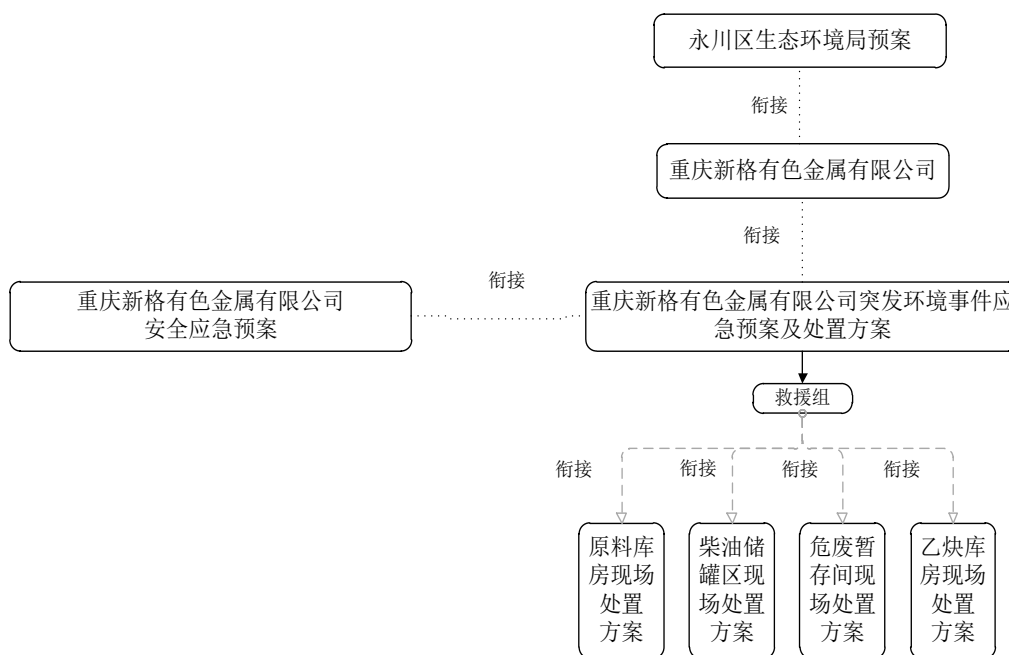 永川区生态环境局预案
衔接
重庆新格有色金属有限公司
衔接
衔接
重庆新格有色金属有限公司
安全应急预案
重庆新格有色金属有限公司突发环境事件应
急预案及处置方案
救援组
衔接
衔接
衔接
衔接
原料库
房现场
处置
方案
柴油储
罐区现
场处置
方案
危废暂
存间现
场处置
方案
乙炔库
房现场
处置
方案